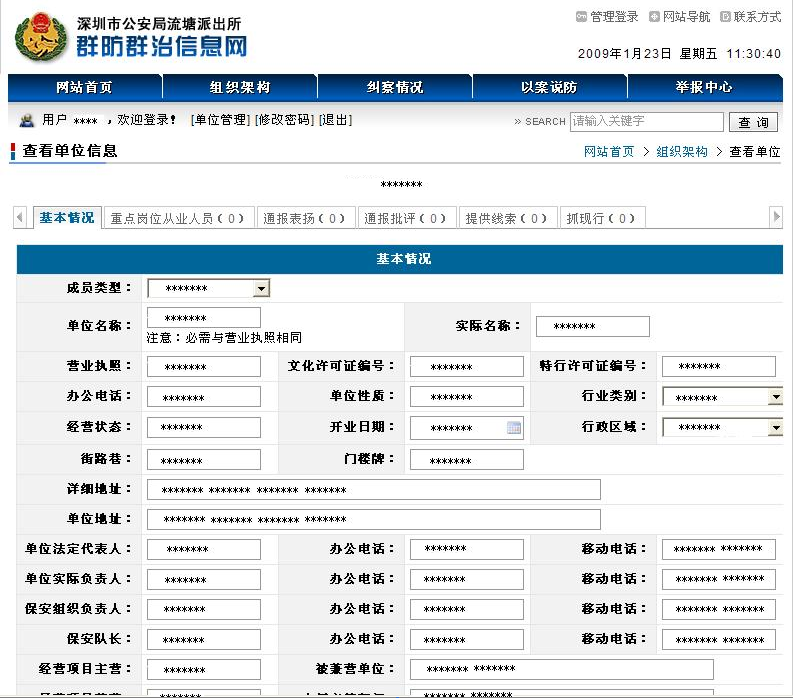 深圳市公安局流塘派出所
群防群治信息网
管理登录 网站导航 联系方式
2009年1月23日 星期五 11:30:40
网站首页 组织架构 纠察情况 以案说防 举报中心
用户 **** ，欢迎登录! [单位管理] [修改密码] [退出]
» SEARCH 请输入关键字 查 询
查看单位信息
网站首页 > 组织架构 > 查看单位
*******
基本情况 重点岗位从业人员（0） 通报表扬（0） 通报批评（0） 提供线索（0） 抓现行（0）
基本情况
成员类型： *******
单位名称： ******* 实际名称： *******
注意：必需与营业执照相同
营业执照： ******* 文化许可证编号： ******* 特行许可证编号： *******
办公电话： ******* 单位性质： ******* 行业类别： *******
经营状态： ******* 开业日期： ******* 行政区域： *******
街路巷： ******* 门楼牌： *******
详细地址： ******* ******* ******* *******
单位地址： ******* ******* ******* *******
单位法定代表人： ******* 办公电话： ******* 移动电话： ******* *******
单位实际负责人： ******* 办公电话： ******* 移动电话： ******* *******
保安组织负责人： ******* 办公电话： ******* 移动电话： ******* *******
保安队长： ******* 办公电话： ******* 移动电话： ******* *******
经营项目主营： ******* 被兼营单位： ******* *******